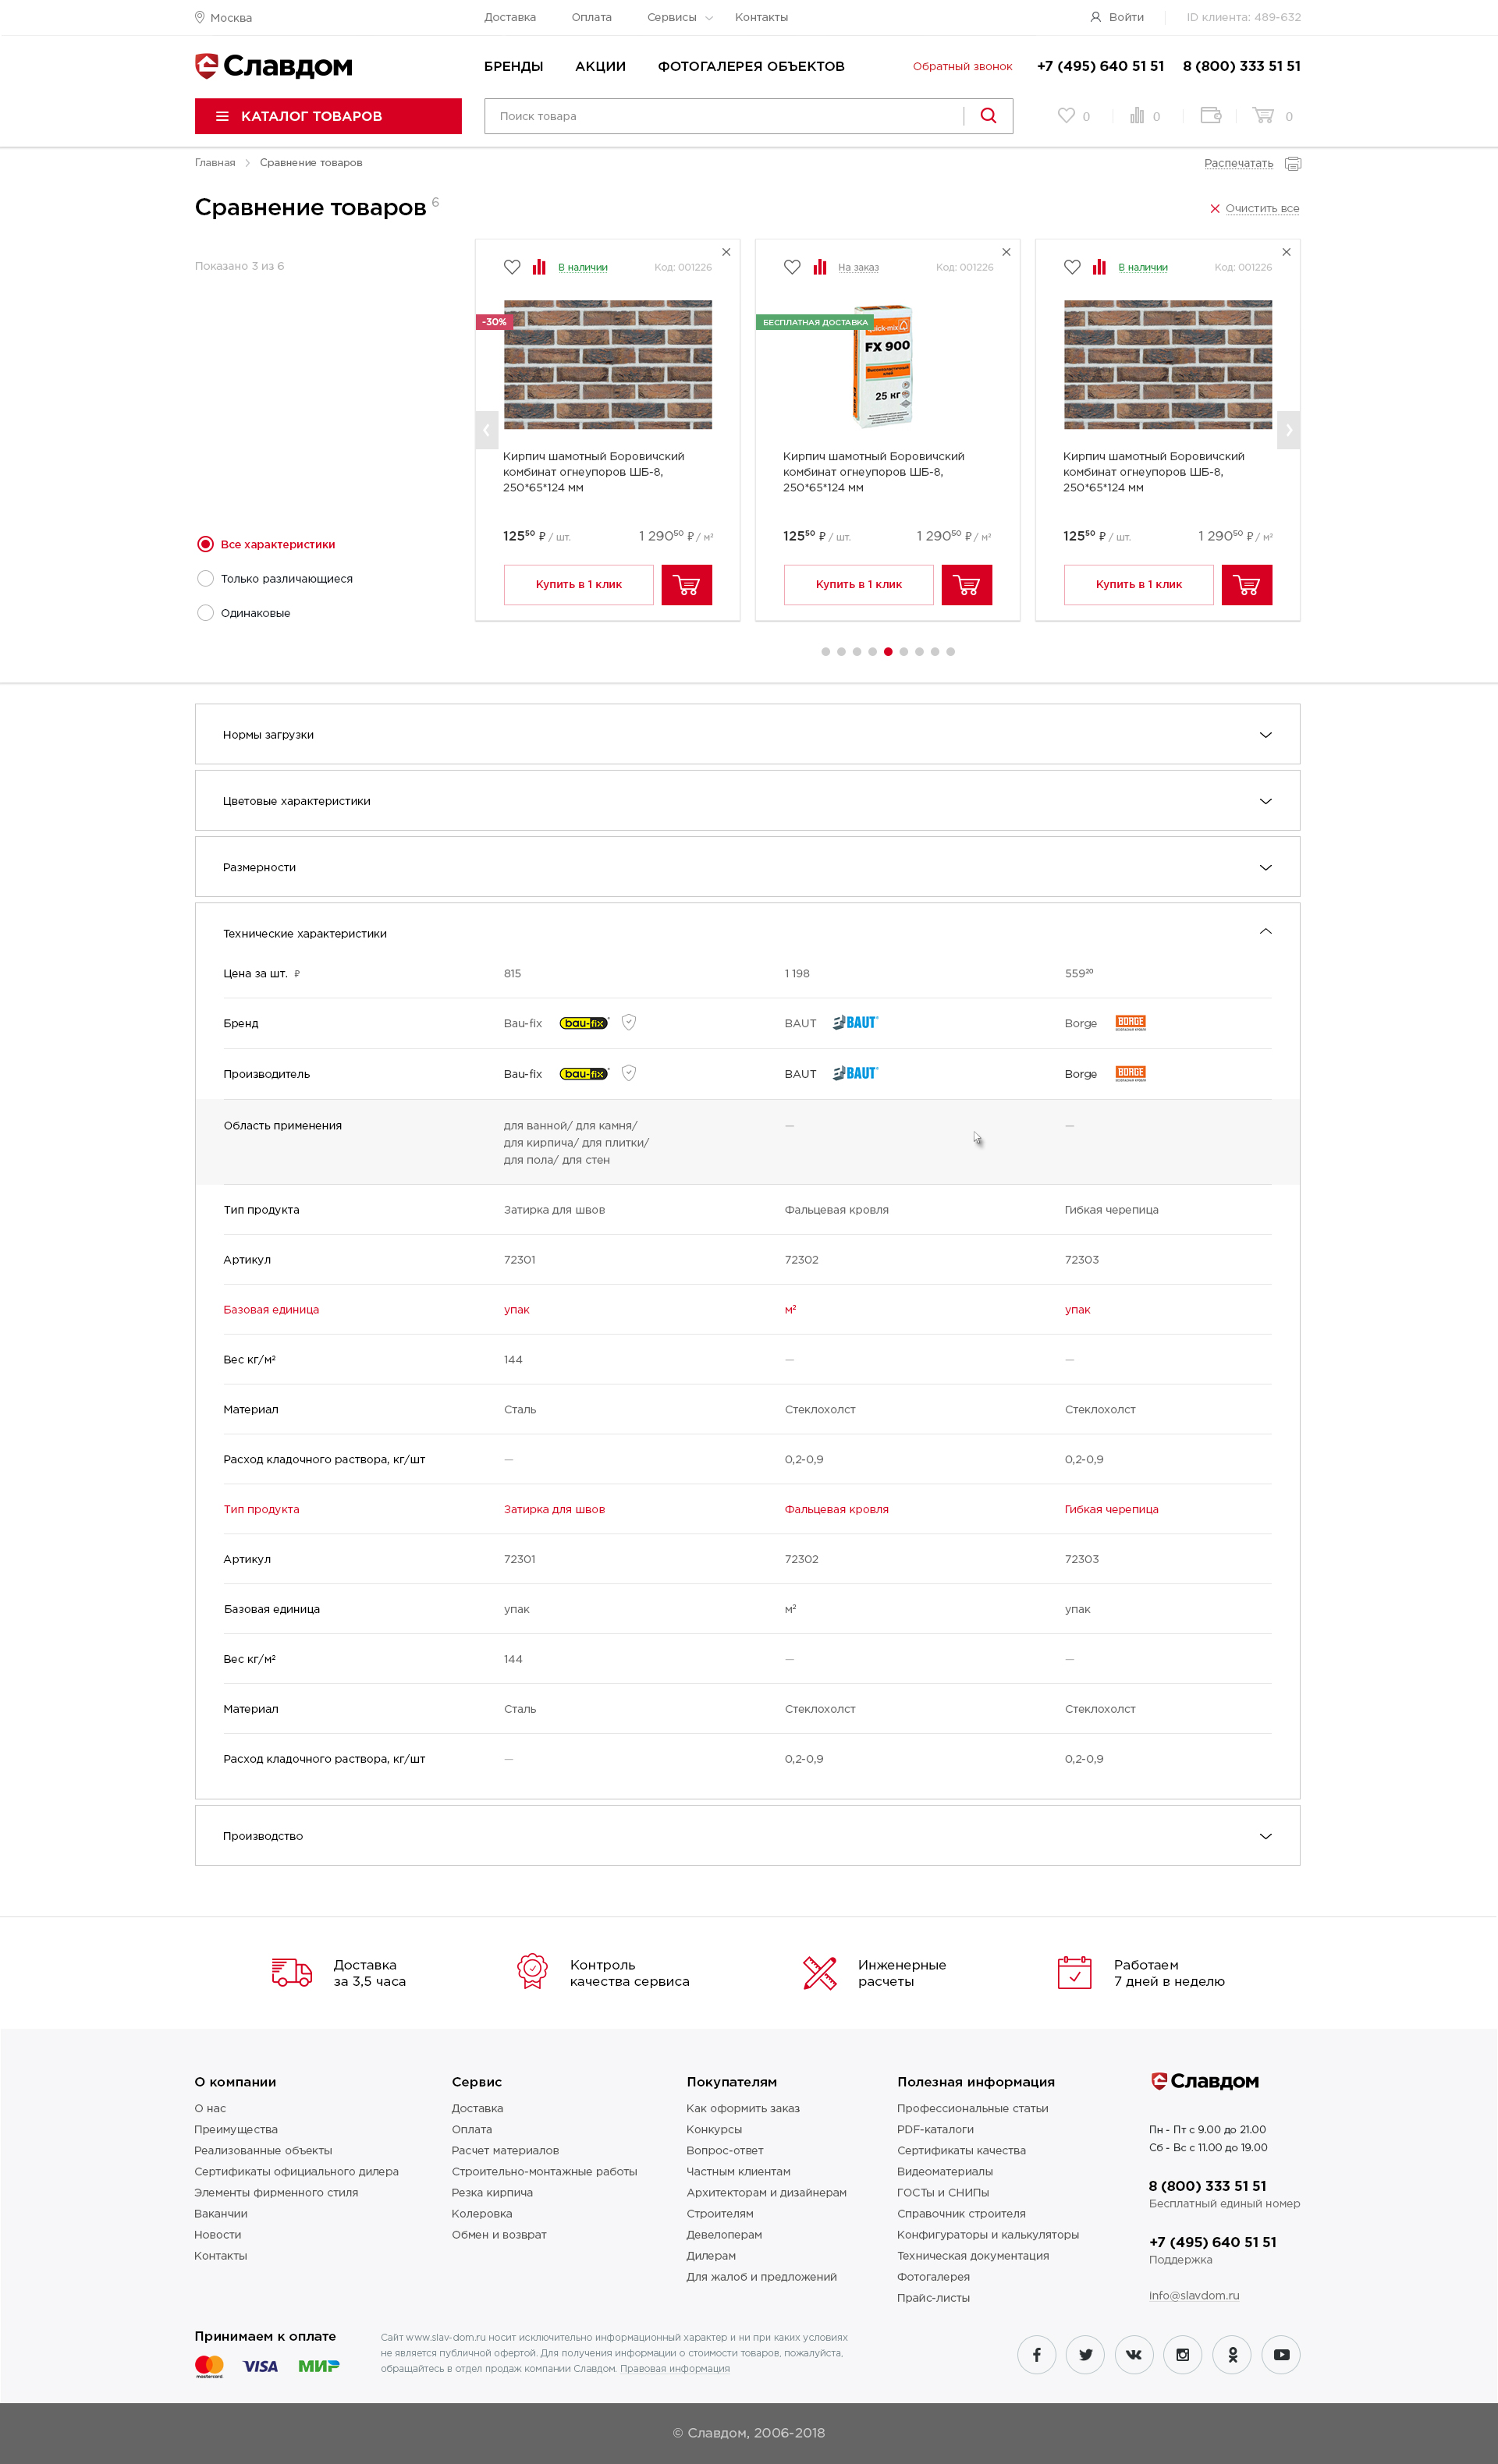 Москва
Доставка Оплата Сервисы Контакты
Войти
ID клиента: 489-632
Славдом
БРЕНДЫ АКЦИИ ФОТОГАЛЕРЕЯ ОБЪЕКТОВ
Обратный звонок
+7 (495) 640 51 51 8 (800) 333 51 51
КАТАЛОГ ТОВАРОВ
Поиск товара
0 0 0
Главная Сравнение товаров
Распечатать
Сравнение товаров 6
Очистить все
Показано 3 из 6
Все характеристики
Только различающиеся
Одинаковые
В наличии Код: 001226
-30%
Кирпич шамотный Боровичский
комбинат огнеупоров ШБ-8,
250*65*124 мм
125⁵⁰ ₽ / шт. 1 290⁵⁰ ₽ / м²
Купить в 1 клик
На заказ Код: 001226
БЕСПЛАТНАЯ ДОСТАВКА
quick-mix
FX 900
25 кг
Кирпич шамотный Боровичский
комбинат огнеупоров ШБ-8,
250*65*124 мм
125⁵⁰ ₽ / шт. 1 290⁵⁰ ₽ / м²
Купить в 1 клик
В наличии Код: 001226
Кирпич шамотный Боровичский
комбинат огнеупоров ШБ-8,
250*65*124 мм
125⁵⁰ ₽ / шт. 1 290⁵⁰ ₽ / м²
Купить в 1 клик
Нормы загрузки
Цветовые характеристики
Размерности
Технические характеристики
Цена за шт. ₽ 815 1 198 559²⁰
Бренд Bau-fix bau-fix BAUT BAUT Borge BORGE
Производитель Bau-fix bau-fix BAUT BAUT Borge BORGE
Область применения для ванной/ для камня/ — —
для кирпича/ для плитки/
для пола/ для стен
Тип продукта Затирка для швов Фальцевая кровля Гибкая черепица
Артикул 72301 72302 72303
Базовая единица упак м² упак
Вес кг/м² 144 — —
Материал Сталь Стеклохолст Стеклохолст
Расход кладочного раствора, кг/шт — 0,2-0,9 0,2-0,9
Тип продукта Затирка для швов Фальцевая кровля Гибкая черепица
Артикул 72301 72302 72303
Базовая единица упак м² упак
Вес кг/м² 144 — —
Материал Сталь Стеклохолст Стеклохолст
Расход кладочного раствора, кг/шт — 0,2-0,9 0,2-0,9
Производство
Доставка
за 3,5 часа
Контроль
качества сервиса
Инженерные
расчеты
Работаем
7 дней в неделю
О компании
О нас
Преимущества
Реализованные объекты
Сертификаты официального дилера
Элементы фирменного стиля
Вакансии
Новости
Контакты
Сервис
Доставка
Оплата
Расчет материалов
Строительно-монтажные работы
Резка кирпича
Колеровка
Обмен и возврат
Покупателям
Как оформить заказ
Конкурсы
Вопрос-ответ
Частным клиентам
Архитекторам и дизайнерам
Строителям
Девелоперам
Дилерам
Для жалоб и предложений
Полезная информация
Профессиональные статьи
PDF-каталоги
Сертификаты качества
Видеоматериалы
ГОСТы и СНИПы
Справочник строителя
Конфигураторы и калькуляторы
Техническая документация
Фотогалерея
Прайс-листы
Славдом
Пн - Пт с 9.00 до 21.00
Сб - Вс с 11.00 до 19.00
8 (800) 333 51 51
Бесплатный единый номер
+7 (495) 640 51 51
Поддержка
info@slavdom.ru
Принимаем к оплате
mastercard VISA МИР
Сайт www.slav-dom.ru носит исключительно информационный характер и ни при каких условиях
не является публичной офертой. Для получения информации о стоимости товаров, пожалуйста,
обращайтесь в отдел продаж компании Славдом. Правовая информация
© Славдом, 2006-2018